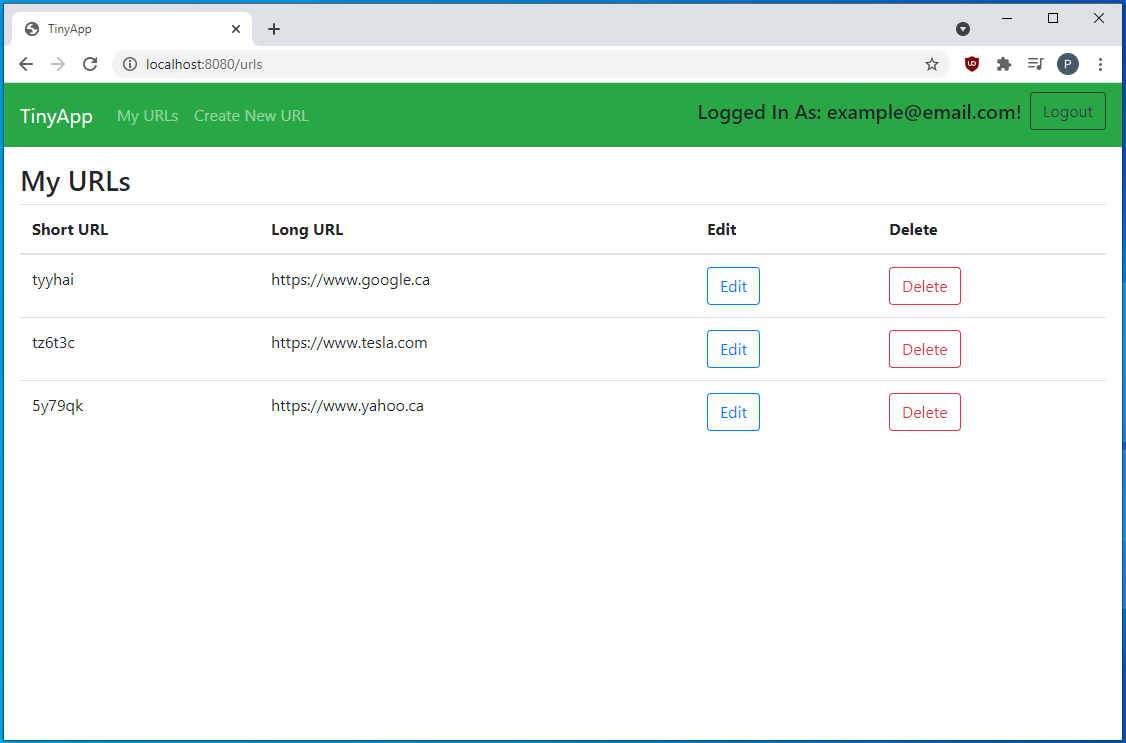 TinyApp
localhost:8080/urls
P
TinyApp My URLs Create New URL Logged In As: example@email.com! Logout
My URLs
Short URL Long URL Edit Delete
tyyhai https://www.google.ca Edit Delete
tz6t3c https://www.tesla.com Edit Delete
5y79qk https://www.yahoo.ca Edit Delete